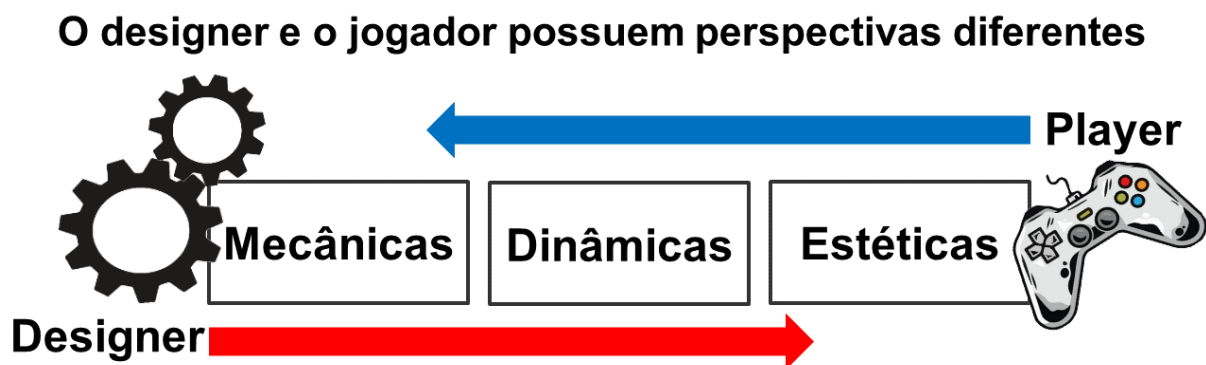 O designer e o jogador possuem perspectivas diferentes
Player
Mecânicas
Dinâmicas
Estéticas
Designer